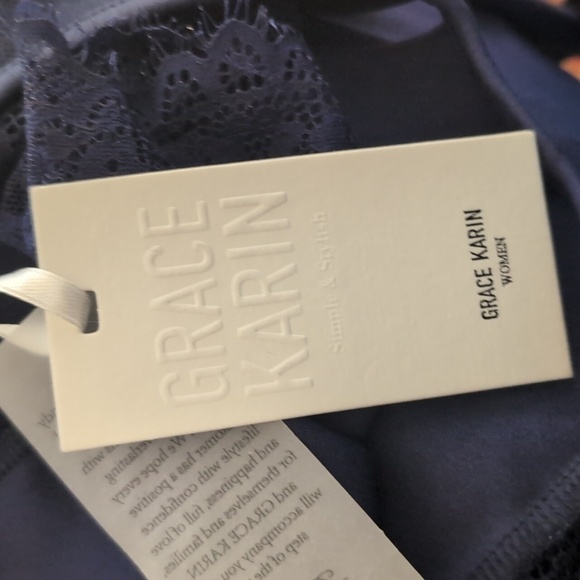 GRACE
KARIN
Simple & Stylish
GRACE KARIN
WOMEN
with
everlasting
We hope every
customer has a positive
lifestyle with confidence
and happiness, full of love
for themselves and families,
and GRACE KARIN
will accompany you
step of the